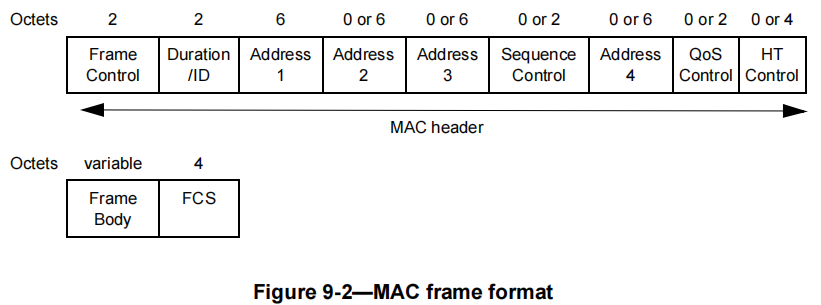 Octets 2 2 6 0 or 6 0 or 6 0 or 2 0 or 6 0 or 2 0 or 4
Frame Duration Address Address Address Sequence Address QoS HT
Control /ID 1 2 3 Control 4 Control Control
MAC header
Octets variable 4
Frame FCS
Body
Figure 9-2—MAC frame format